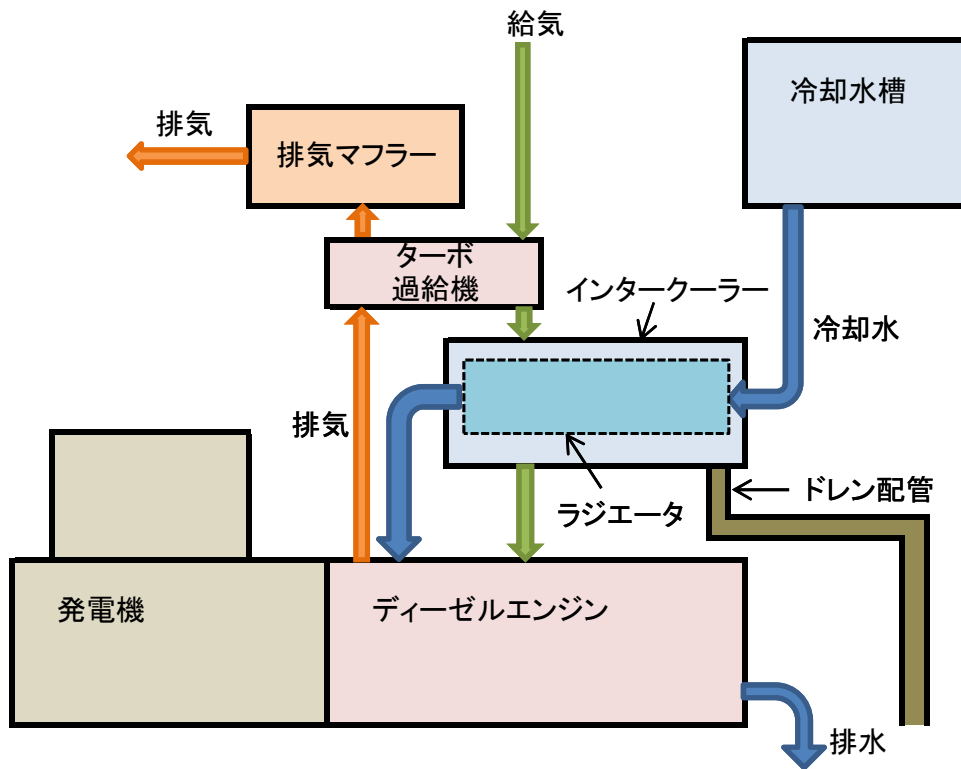 給気
冷却水槽
排気
排気マフラー
ターボ
過給機
インタークーラー
冷却水
排気
ドレン配管
ラジエータ
発電機
ディーゼルエンジン
排水